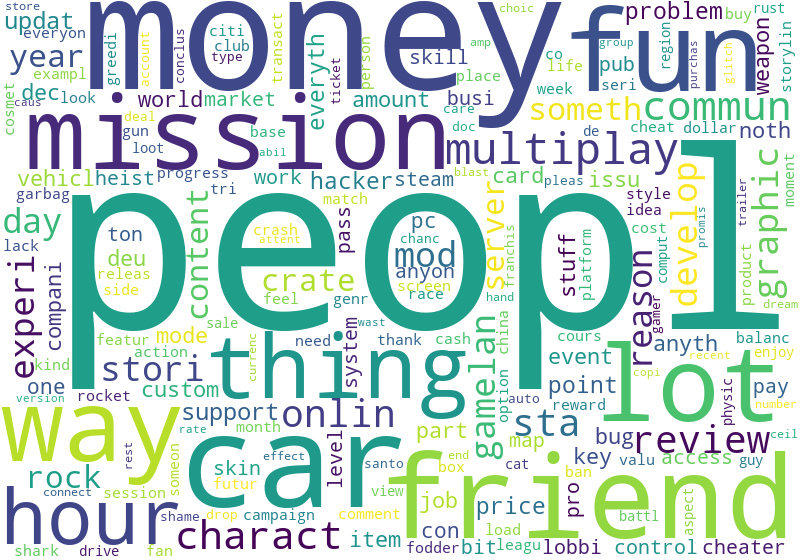 store
money
fun
choic
rust
updat
everyon
greedi
account
conclus
citi
club
type
ticket
transact
everyth
person
amp
skill
co
life
group
region
purchas
problem
buy
glitch
weapon
storylin
year
exampl
pub
seri
week
place
cosmet
dec
look
caus
mission
world
market
deal
gun
loot
base
abil
amount
busi
care
doc
someth
commun
de
cheat
dollar
noth
multiplay
blast
pleas
vehicl
heist
progress
tri
work
hacker
steam
card
issu
style
idea
trailer
moment
garbag
match
day
lack
content
peopl
ton
deu
releas
side
crash
attent
pass
pc
chanc
mod
anyon
screen
server
franchis
stuff
platform
cost
comput
gamer
develop
promis
product
graphic
dream
experi
compani
crate
feel
genr
race
hand
reason
featur
sale
mode
action
kind
stori
thing
need
currenc
wast
system
thank
cash
gamelan
china
option
cours
event
anyth
balanc
recent
enjoy
copi
one
version
rocket
custom
auto
reward
point
lot
pay
physic
number
way
support
month
rate
onlin
part
map
sta
bug
review
ceil
rock
rest
someon
car
skin
futur
effect
level
santo
end
box
view
cat
friend
key
valu
access
guy
aspect
hour
connect
session
shame
drop
campaign
comment
job
price
pro
ban
battl
shark
drive
fan
charact
item
con
fodder
bit
load
leagu
lobbi
control
cheater